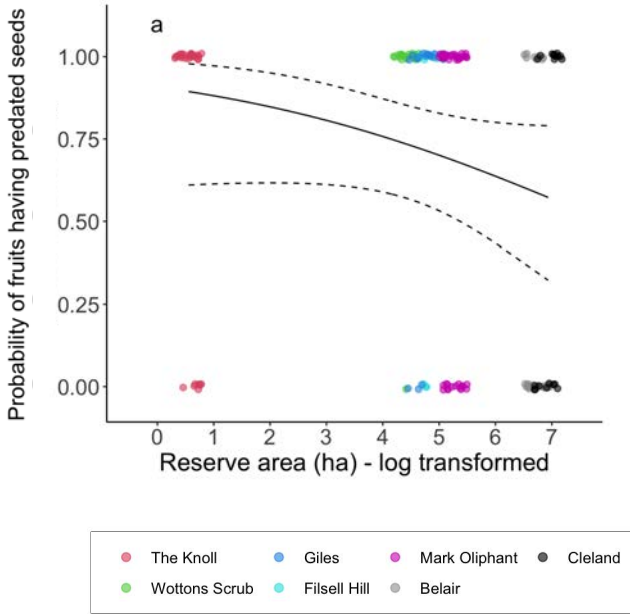 a
Probability of fruits having predated seeds
1.00
0.75
0.50
0.25
0.00
0 1 2 3 4 5 6 7
Reserve area (ha) - log transformed
The Knoll Giles Mark Oliphant Cleland
Wottons Scrub Filsell Hill Belair